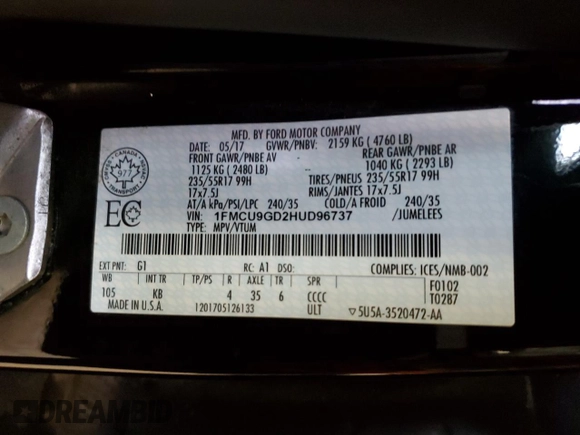 MFD. BY FORD MOTOR COMPANY
DATE: 05/17 GVWR/PNBV: 2159 KG ( 4760 LB)
FRONT GAWR/PNBE AV REAR GAWR/PNBE AR
1125 KG ( 2480 LB) 1040 KG ( 2293 LB)
235/55R17 99H TIRES/PNEUS 235/55R17 99H
17x7.5J RIMS/JANTES 17x7.5J
AT/A kPa/PSI/LPC 240/35 COLD/A FROID 240/35
VIN: 1FMCU9GD2HUD96737 /JUMELEES
TYPE: MPV/VTUM
CANADA
977
TRANSPORT
EC
EXT PNT: G1 RC: A1 DSO: COMPLIES: ICES/NMB-002
WB INT TR TP/PS R AXLE TR SPR F0102
105 KB 4 35 6 CCCC T0287
MADE IN U.S.A. 1201705126133 ULT ▽5U5A-3520472-AA
DREAMBID